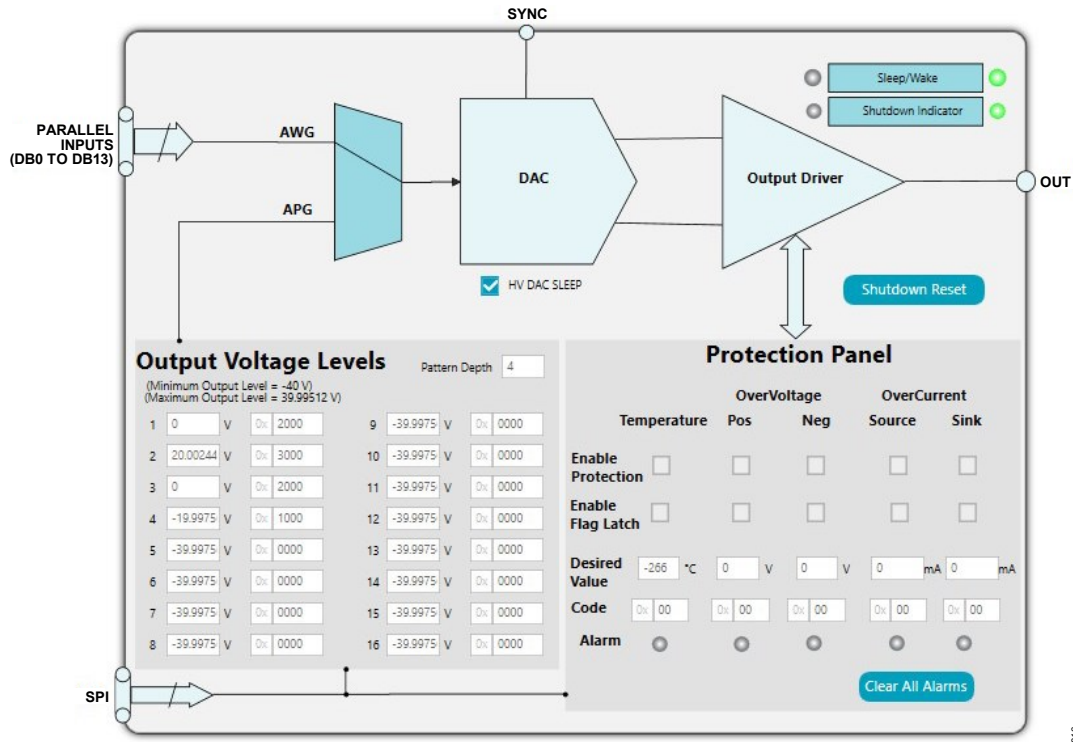 SYNC
Sleep/Wake
Shutdown Indicator
PARALLEL
INPUTS
(DB0 TO DB13)
AWG
APG
DAC
Output Driver
OUT
HV DAC SLEEP
Shutdown Reset
Output Voltage Levels
Pattern Depth 4
(Minimum Output Level = -40 V)
(Maximum Output Level = 39.99512 V)
1 0 V 0x 2000 9 -39.9975 V 0x 0000
2 20.00244 V 0x 3000 10 -39.9975 V 0x 0000
3 0 V 0x 2000 11 -39.9975 V 0x 0000
4 -19.9975 V 0x 1000 12 -39.9975 V 0x 0000
5 -39.9975 V 0x 0000 13 -39.9975 V 0x 0000
6 -39.9975 V 0x 0000 14 -39.9975 V 0x 0000
7 -39.9975 V 0x 0000 15 -39.9975 V 0x 0000
8 -39.9975 V 0x 0000 16 -39.9975 V 0x 0000
Protection Panel
OverVoltage OverCurrent
Temperature Pos Neg Source Sink
Enable
Protection
Enable
Flag Latch
Desired
Value
-266 °C 0 V 0 V 0 mA 0 mA
Code 0x 00 0x 00 0x 00 0x 00 0x 00
Alarm
Clear All Alarms
SPI